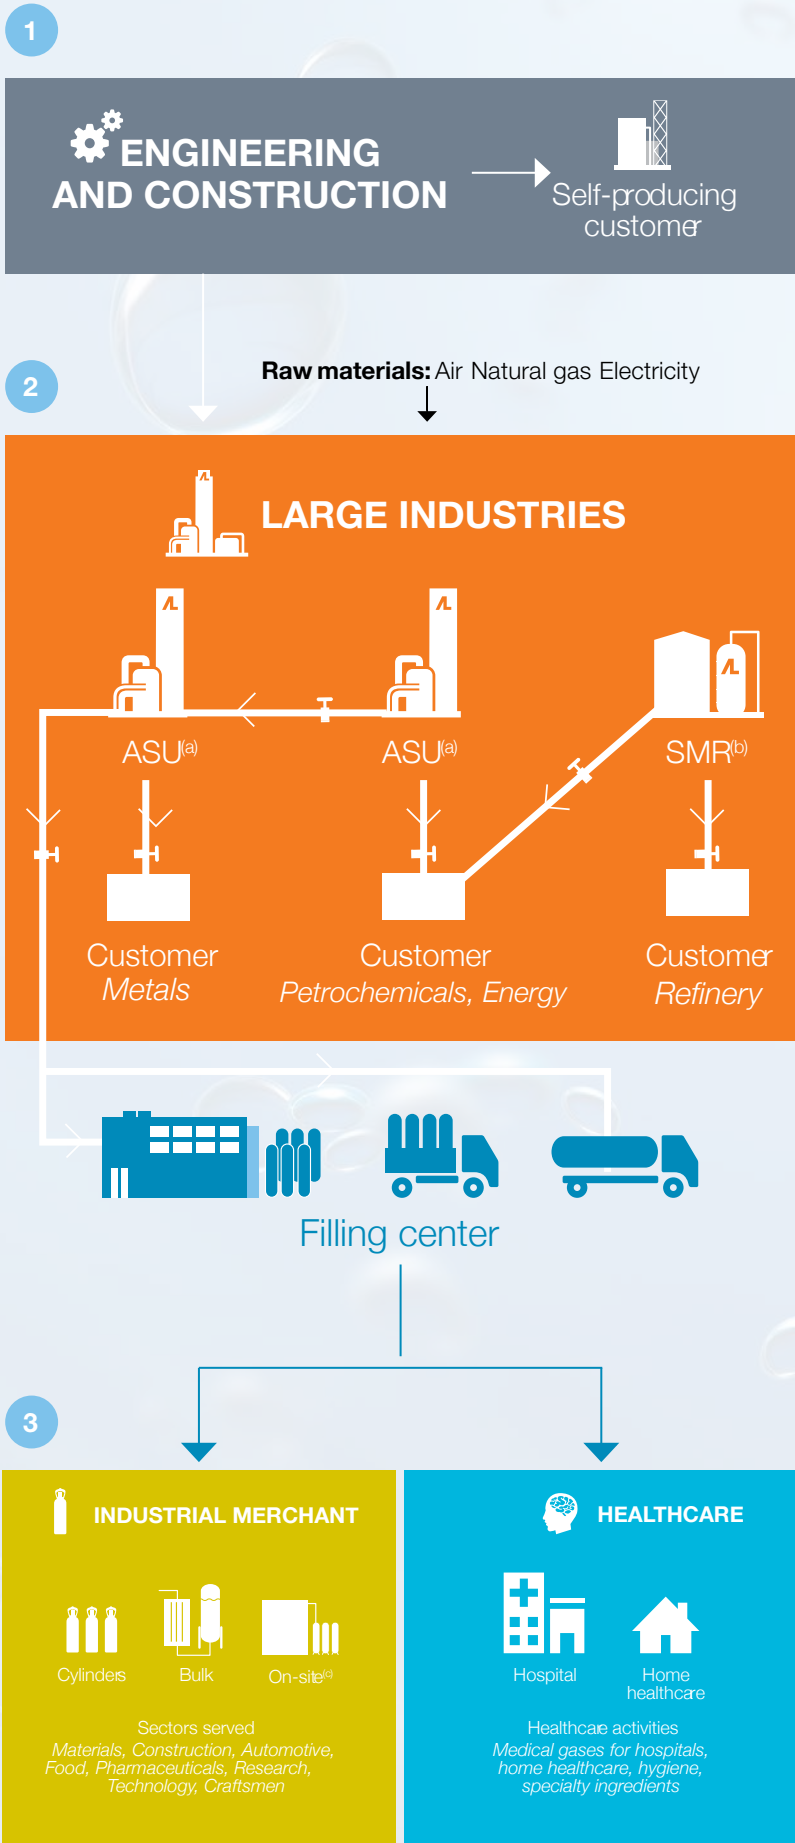 1
ENGINEERING
AND CONSTRUCTION
Self-producing
customer
2
Raw materials: Air Natural gas Electricity
LARGE INDUSTRIES
ASU(a)
ASU(a)
SMR(b)
Customer
Metals
Customer
Petrochemicals, Energy
Customer
Refinery
Filling center
3
INDUSTRIAL MERCHANT
Cylinders
Bulk
On-site(c)
Sectors served
Materials, Construction, Automotive,
Food, Pharmaceuticals, Research,
Technology, Craftsmen
HEALTHCARE
Hospital
Home
healthcare
Healthcare activities
Medical gases for hospitals,
home healthcare, hygiene,
specialty ingredients